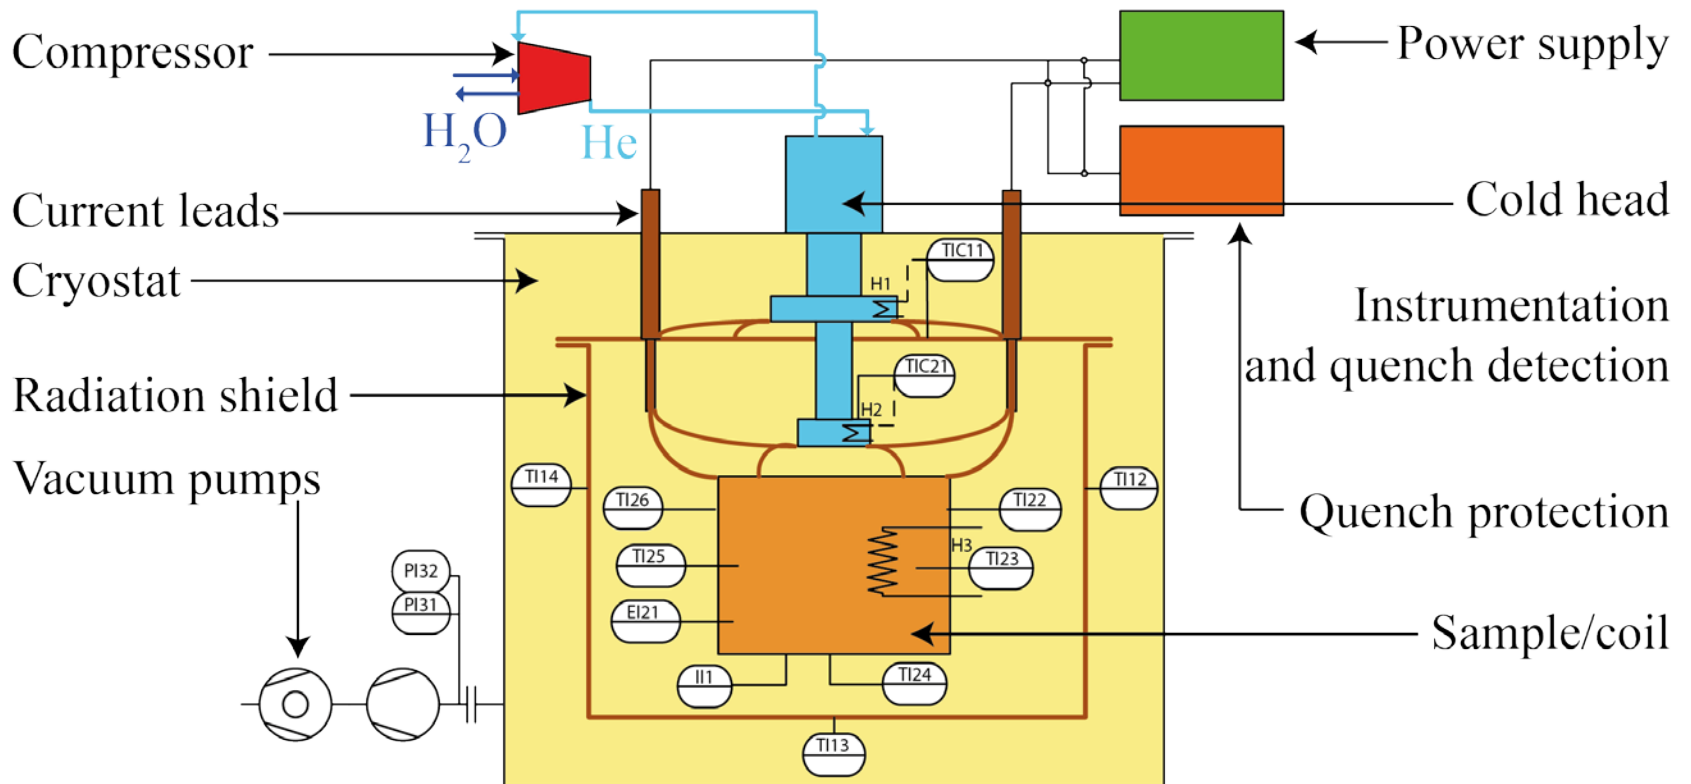 Compressor
Power supply
H2O
He
Current leads
Cold head
TIC11
Cryostat
H1
Instrumentation
and quench detection
TIC21
Radiation shield
H2
Vacuum pumps
TI14
TI12
TI26
TI22
Quench protection
H3
TI25
TI23
PI32
PI31
EI21
Sample/coil
II1
TI24
TI13